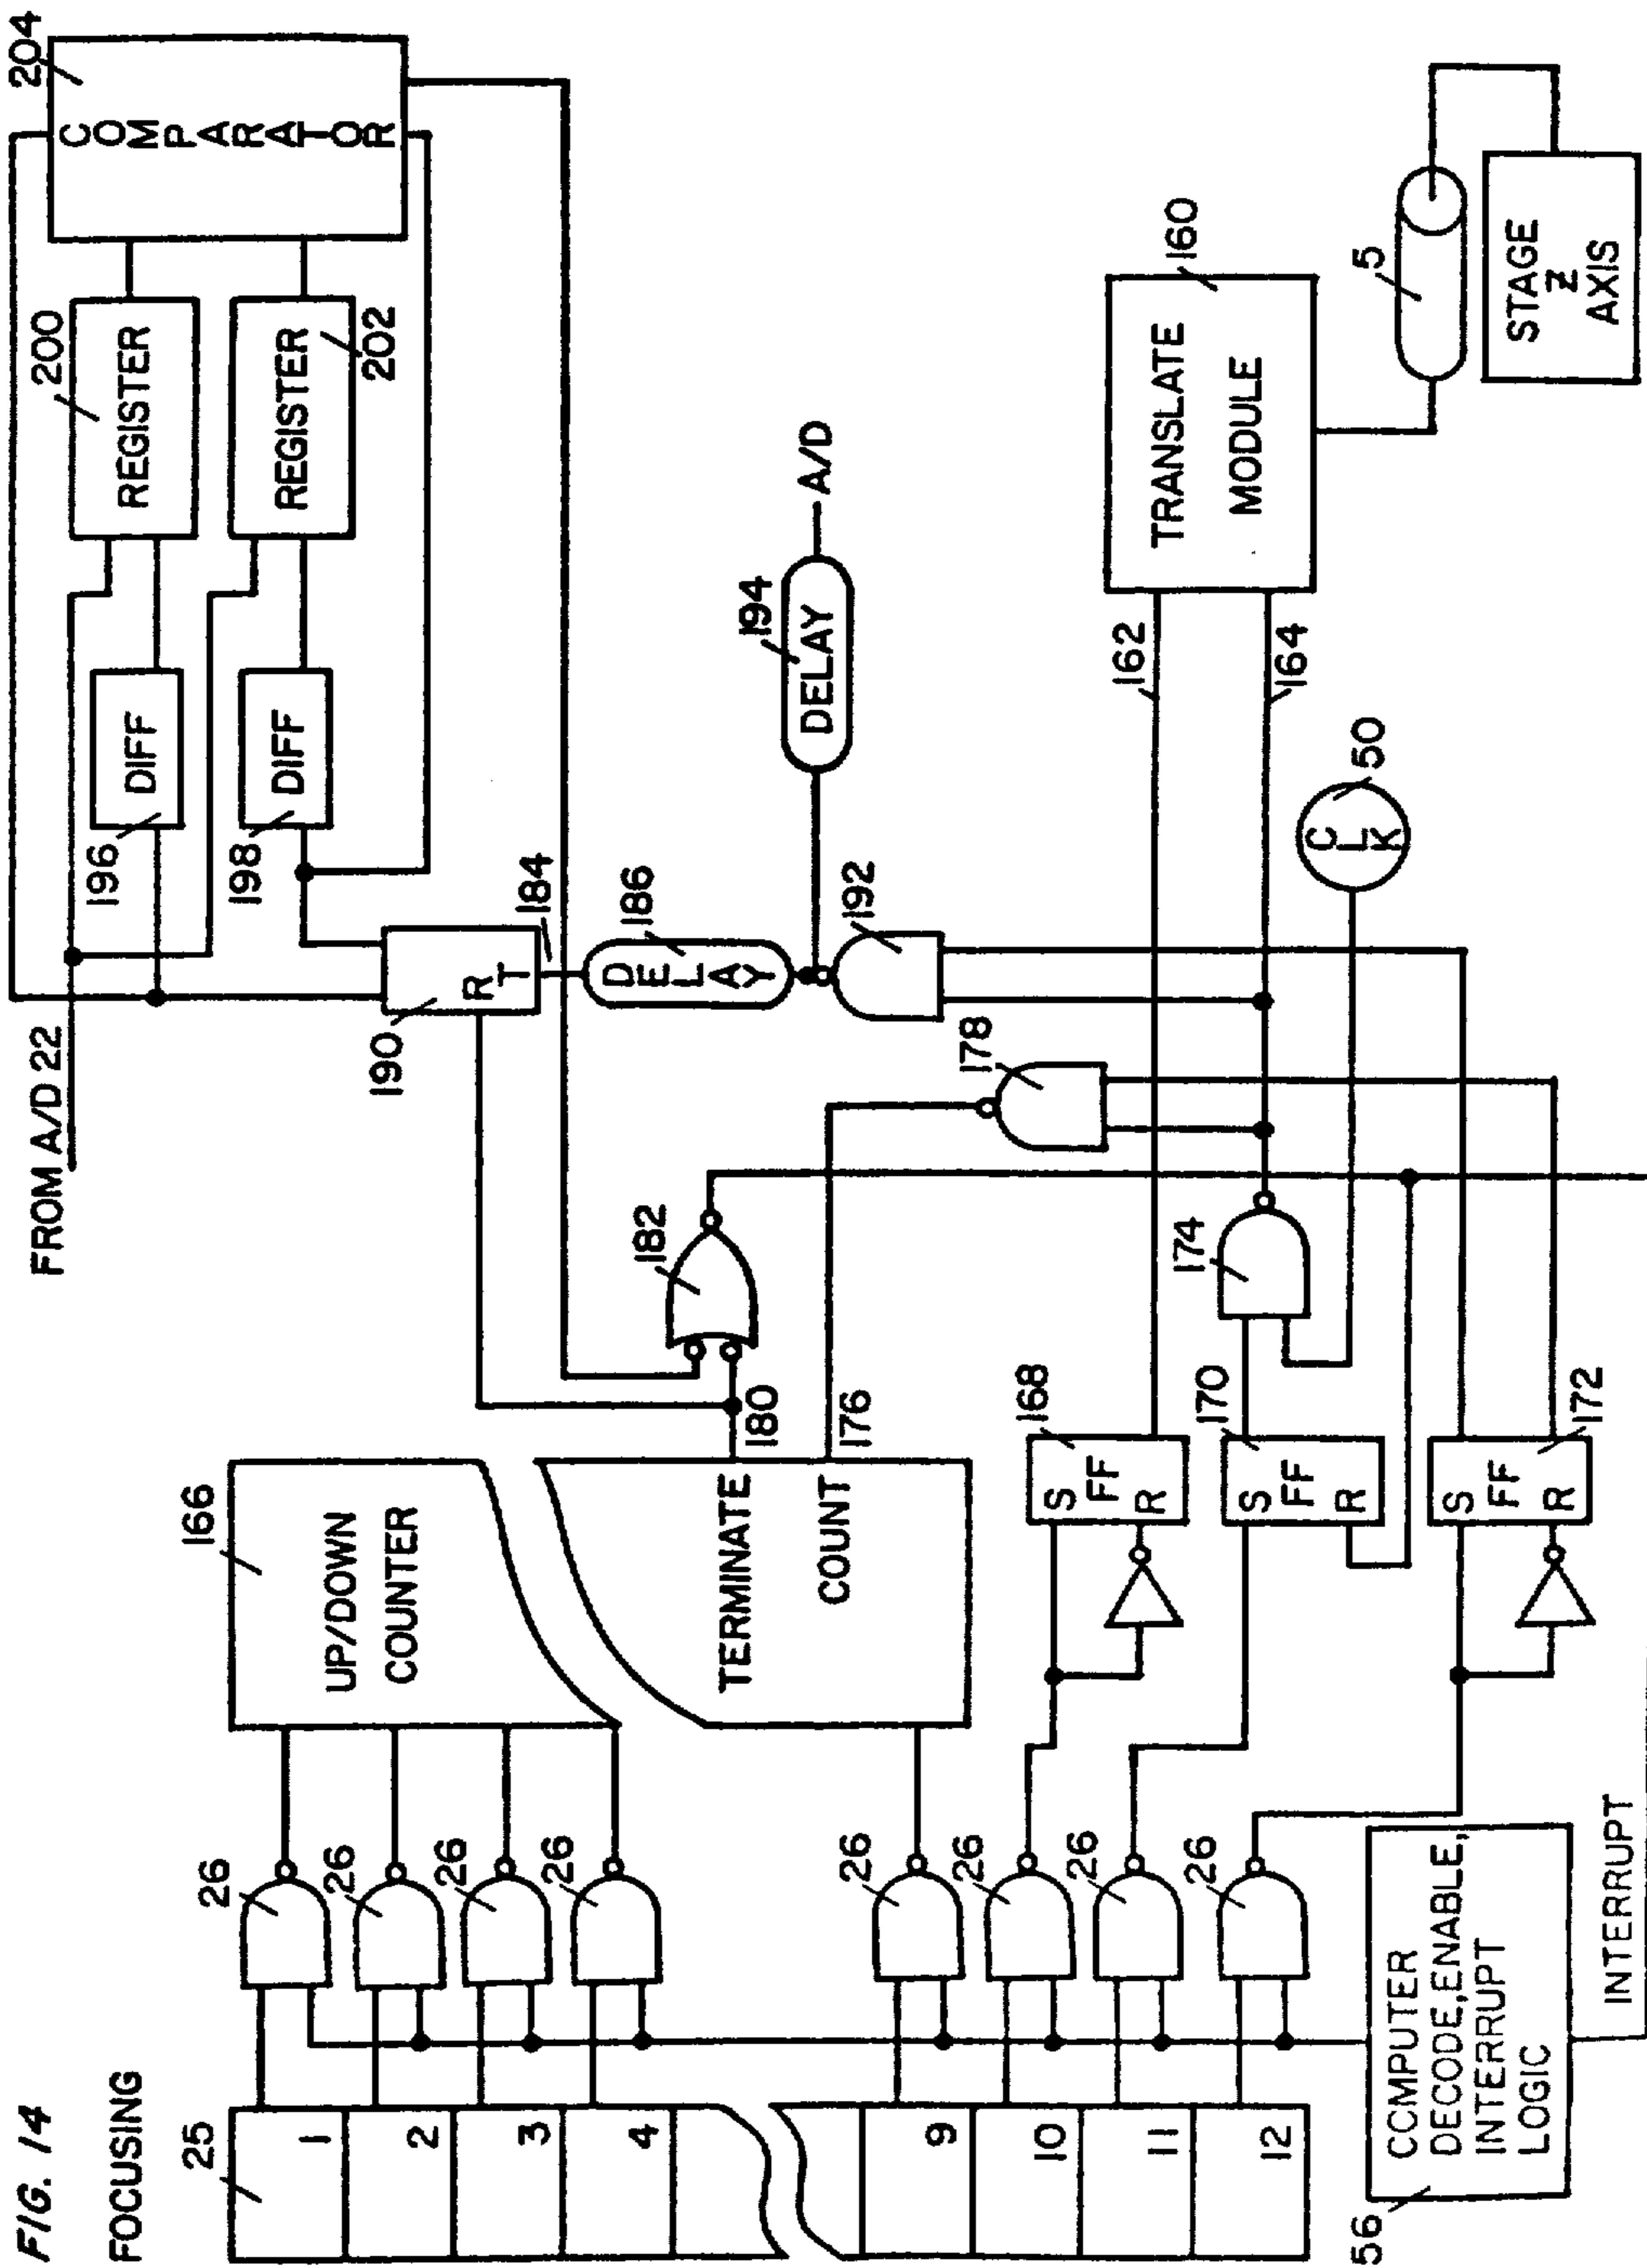 FIG. 14
FOCUSING
25
1
2
3
4
9
10
11
12
26
26
26
26
26
26
26
26
56
COMPUTER
DECODE, ENABLE,
INTERRUPT
LOGIC
INTERRUPT
166
UP/DOWN
COUNTER
TERMINATE
COUNT
180
176
182
168
S
FF
R
170
S
FF
R
172
S
FF
R
174
178
192
CLK
50
162
164
TRANSLATE
MODULE
160
5
STAGE
Z
AXIS
FROM A/D 22
190
R
T
184
DELAY
186
194
DELAY
A/D
196
DIFF
198
DIFF
200
REGISTER
REGISTER
202
COMPARATOR
204